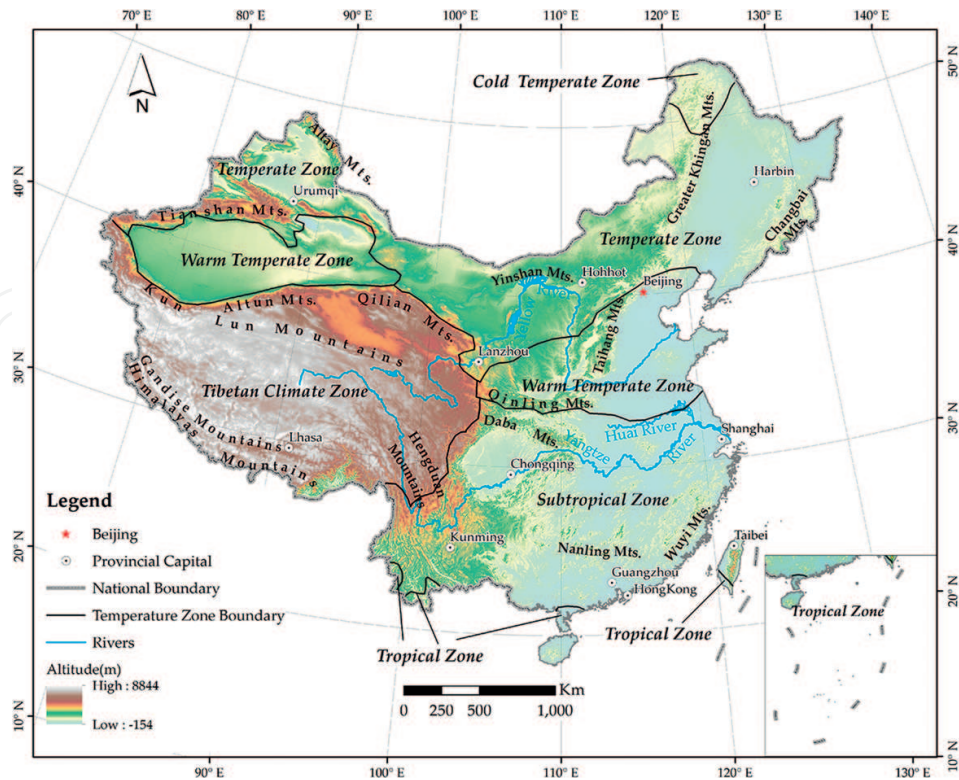 70° E 80° E 90° E 100° E 110° E 120° E 130° E 140° E
50° N
Cold Temperate Zone
N
Altay Mts.
Greater Khingan Mts.
Temperate Zone
Harbin
40° N
Urumqi
Changbai
Mts.
Tianshan Mts.
40° N
Temperate Zone
Warm Temperate Zone
Yinshan Mts.
Hohhot
Beijing
Kun
Lun Mountains
Altun Mts.
Qilian Mts.
Yellow
River
Taihang Mts.
Lanzhou
30° N
Warm Temperate Zone
Tibetan Climate Zone
Qinling Mts.
Gandise Mountains
Himalayas
Mountains
Daba Mts.
Huai River
30° N
Shanghai
Lhasa
Hengduan
Mountains
Yangtze
River
Chongqing
Subtropical Zone
Legend
Beijing
Provincial Capital
National Boundary
Temperature Zone Boundary
Rivers
Altitude(m)
High : 8844
Low : -154
Wuyi Mts.
Taibei
20° N
Kunming
Nanling Mts.
Guangzhou
HongKong
20° N
Tropical Zone
Tropical Zone
Tropical Zone
Km
0 250 500 1,000
10° N
10° N
90° E 100° E 110° E 120° E 130° E